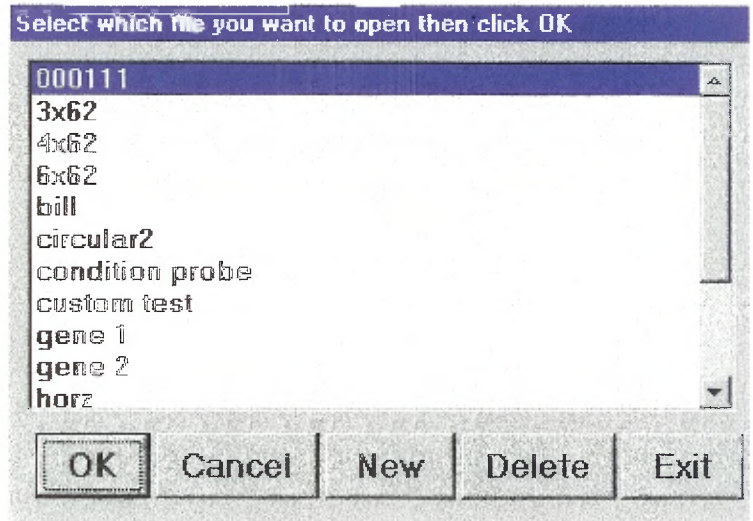 Select which file you want to open then click OK
000111
3x62
4x62
6x62
bill
circular2
condition probe
custom test
gene 1
gene 2
horz
OK Cancel New Delete Exit